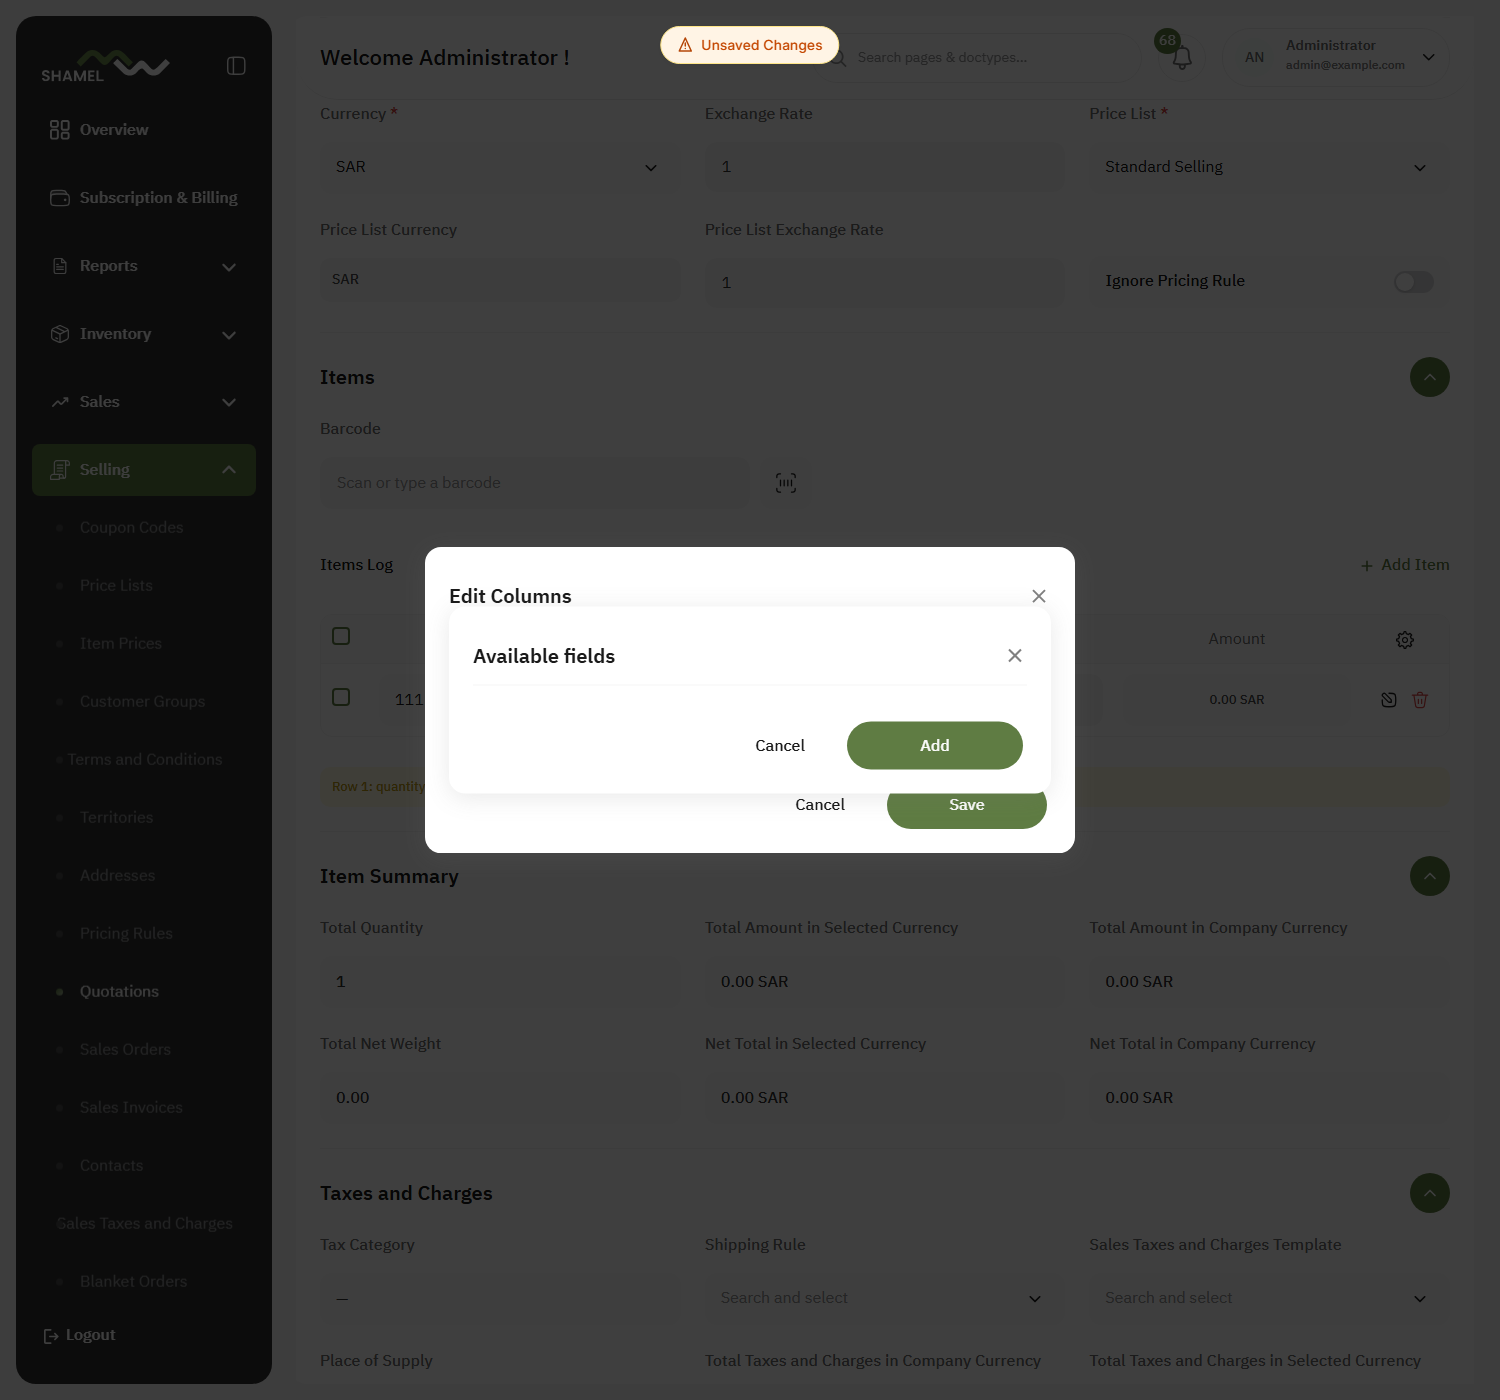 SHAMEL
Overview
Subscription & Billing
Reports
Inventory
Sales
Selling
Coupon Codes
Price Lists
Item Prices
Customer Groups
Terms and Conditions
Territories
Addresses
Pricing Rules
Quotations
Sales Orders
Sales Invoices
Contacts
Sales Taxes and Charges
Blanket Orders
Logout
Welcome Administrator !
Unsaved Changes
Search pages & doctypes...
68
AN
Administrator
admin@example.com
Currency *
Exchange Rate
Price List *
SAR
1
Standard Selling
Price List Currency
Price List Exchange Rate
SAR
1
Ignore Pricing Rule
Items
Barcode
Scan or type a barcode
Items Log
+ Add Item
Amount
111
0.00 SAR
Row 1: quantity
Edit Columns
Available fields
Cancel
Add
Cancel
Save
Item Summary
Total Quantity
Total Amount in Selected Currency
Total Amount in Company Currency
1
0.00 SAR
0.00 SAR
Total Net Weight
Net Total in Selected Currency
Net Total in Company Currency
0.00
0.00 SAR
0.00 SAR
Taxes and Charges
Tax Category
Shipping Rule
Sales Taxes and Charges Template
—
Search and select
Search and select
Place of Supply
Total Taxes and Charges in Company Currency
Total Taxes and Charges in Selected Currency